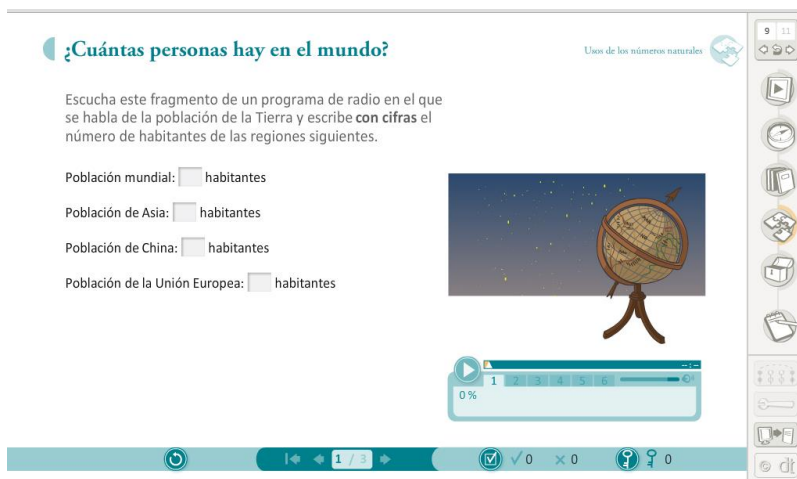 ¿Cuántas personas hay en el mundo?
Usos de los números naturales
9 11
Escucha este fragmento de un programa de radio en el que
se habla de la población de la Tierra y escribe con cifras el
número de habitantes de las regiones siguientes.
Población mundial: habitantes
Población de Asia: habitantes
Población de China: habitantes
Población de la Unión Europea: habitantes
--:--
1 2 3 4 5 6
0 %
1 / 3
0
0
0
© dt